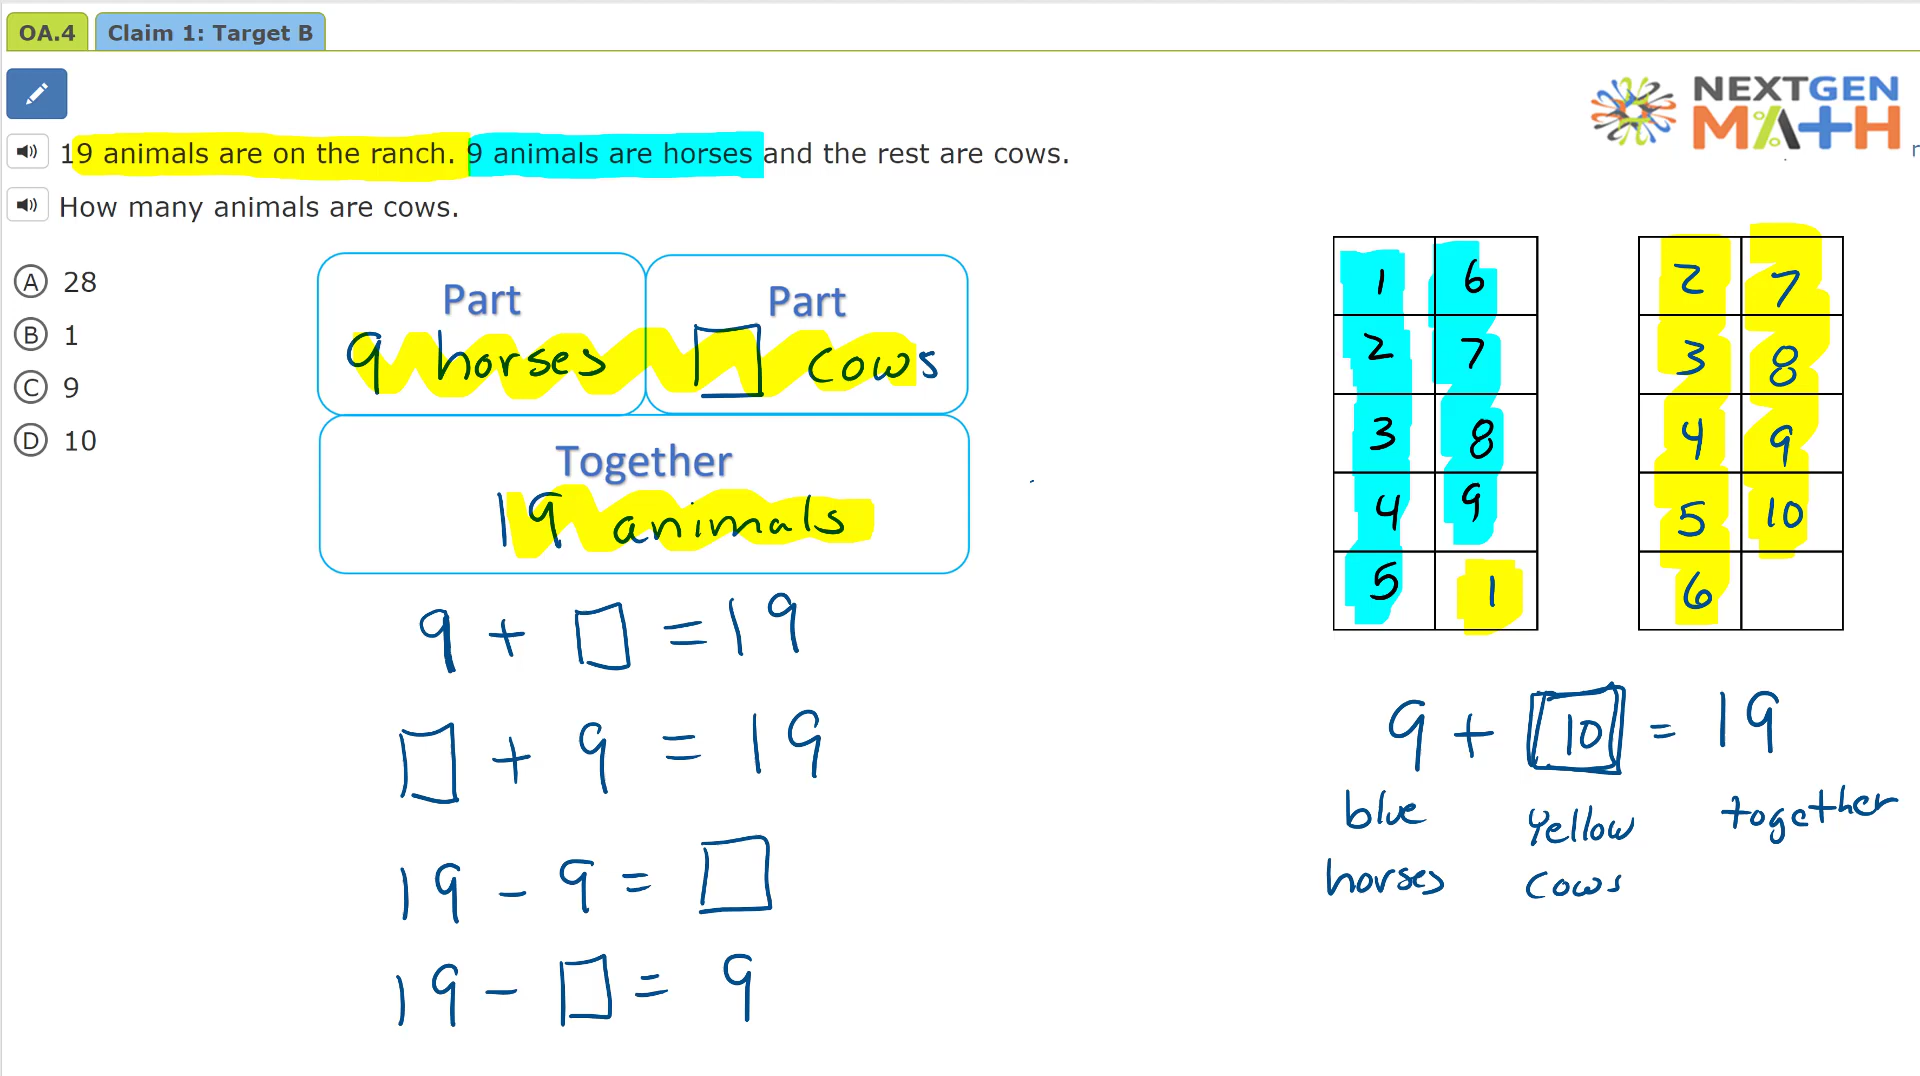 OA.4 Claim 1: Target B
NEXTGEN
MATH
19 animals are on the ranch. 9 animals are horses and the rest are cows.
How many animals are cows.
A 28
B 1
C 9
D 10
Part Part
9 horses □ cows
Together
19 animals
9 + □ = 19
□ + 9 = 19
19 - 9 = □
19 - □ = 9
1 6
2 7
3 8
4 9
5 1
2 7
3 8
4 9
5 10
6
9 + 10 = 19
blue Yellow together
horses cows